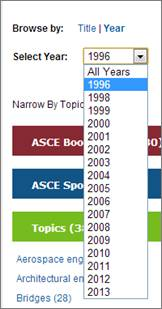 Browse by: Title | Year
Select Year: 1996
All Years
1996
1998
1999
2000
2001
2002
2003
2004
2005
2006
2007
2008
2009
2010
2011
2012
2013
Narrow By Topic
ASCE Boo 30)
ASCE Spo
Topics (3
Aerospace eng
Architectural en
Bridges (28)